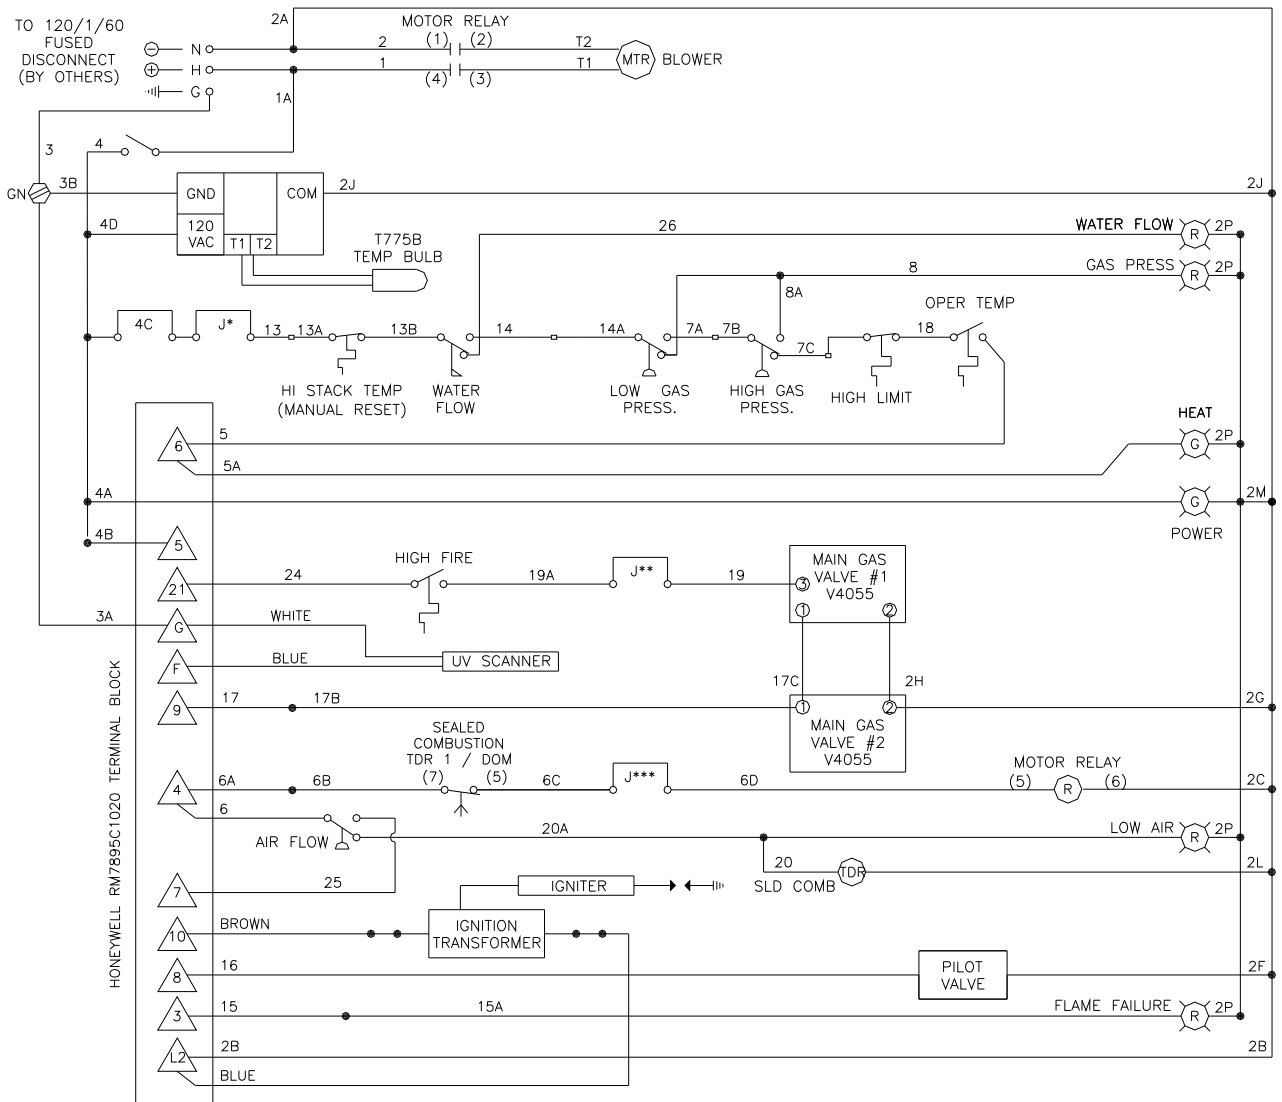 2A
TO 120/1/60
FUSED
DISCONNECT
(BY OTHERS)
MOTOR RELAY
N
2
(1)
(2)
T2
H
1
(4)
(3)
T1
MTR
BLOWER
G
1A
3
4
GN
3B
GND
COM
2J
2J
4D
120
VAC
T1
T2
T775B
TEMP BULB
26
WATER FLOW
R
2P
8
GAS PRESS
R
2P
8A
OPER TEMP
4C
J*
13
13A
13B
14
14A
7A
7B
7C
18
HI STACK TEMP
(MANUAL RESET)
WATER
FLOW
LOW GAS
PRESS.
HIGH GAS
PRESS.
HIGH LIMIT
HEAT
6
5
G
2P
5A
4A
G
2M
POWER
4B
5
HIGH FIRE
21
24
19A
J**
19
3
MAIN GAS
VALVE #1
V4055
1
2
3A
G
WHITE
F
BLUE
UV SCANNER
17C
2H
9
17
17B
1
2
2G
MAIN GAS
VALVE #2
V4055
SEALED
COMBUSTION
TDR 1 / DOM
(7)
(5)
4
6A
6B
6C
J***
6D
MOTOR RELAY
(5)
R
(6)
2C
6
AIR FLOW
20A
LOW AIR
R
2P
20
SLD COMB
TDR
2L
7
25
IGNITER
10
BROWN
IGNITION
TRANSFORMER
8
16
PILOT
VALVE
2F
3
15
15A
FLAME FAILURE
R
2P
L2
2B
2B
BLUE
HONEYWELL RM7895C1020 TERMINAL BLOCK